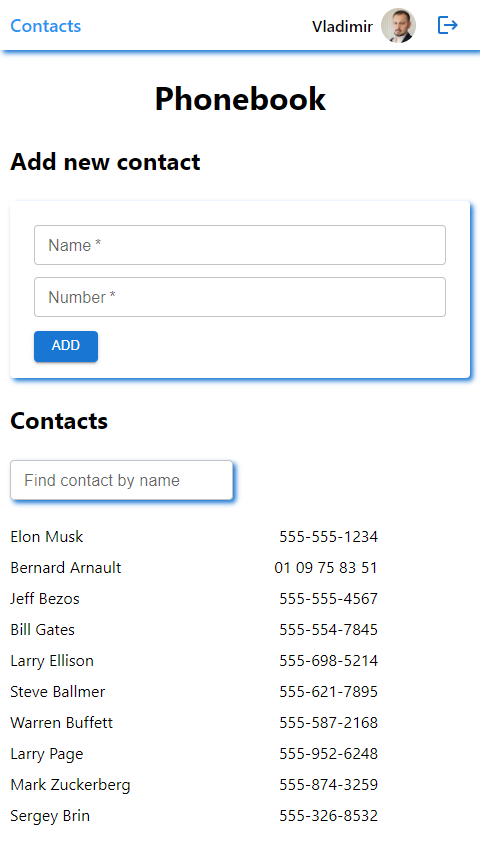 Contacts Vladimir
Phonebook
Add new contact
Name *
Number *
ADD
Contacts
Find contact by name
Elon Musk 555-555-1234
Bernard Arnault 01 09 75 83 51
Jeff Bezos 555-555-4567
Bill Gates 555-554-7845
Larry Ellison 555-698-5214
Steve Ballmer 555-621-7895
Warren Buffett 555-587-2168
Larry Page 555-952-6248
Mark Zuckerberg 555-874-3259
Sergey Brin 555-326-8532